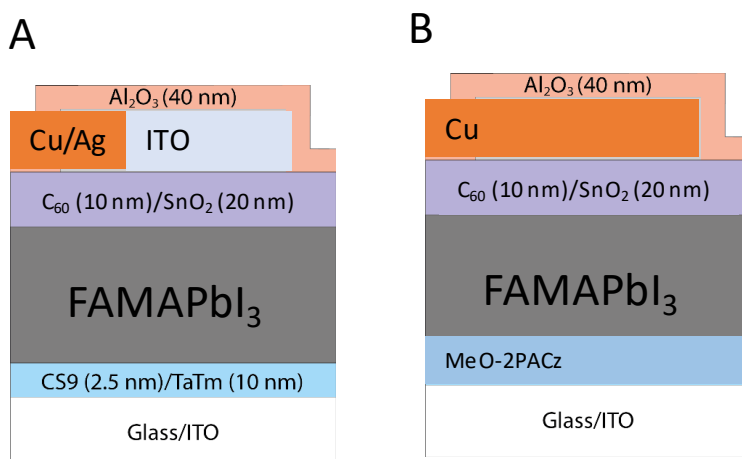 A
Al₂O₃ (40 nm)
Cu/Ag ITO
C₆₀ (10 nm)/SnO₂ (20 nm)
FAMAPbI₃
CS9 (2.5 nm)/TaTm (10 nm)
Glass/ITO
B
Al₂O₃ (40 nm)
Cu
C₆₀ (10 nm)/SnO₂ (20 nm)
FAMAPbI₃
MeO-2PACz
Glass/ITO